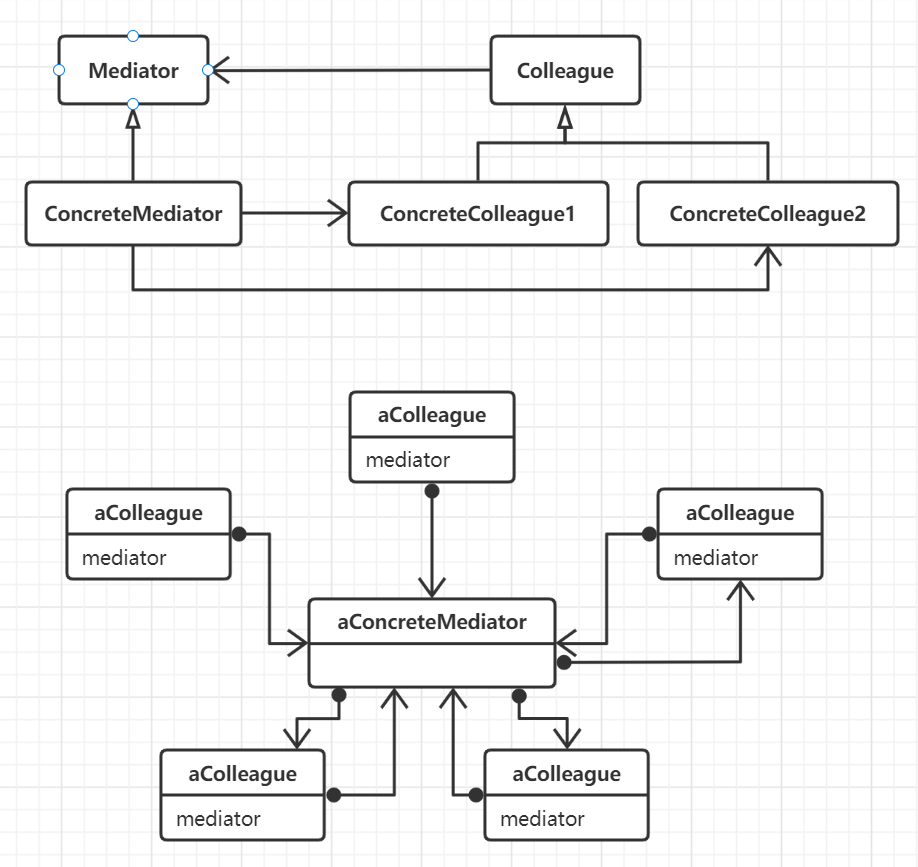 Mediator
Colleague
ConcreteMediator
ConcreteColleague1
ConcreteColleague2
aColleague
mediator
aColleague
mediator
aColleague
mediator
aConcreteMediator
aColleague
mediator
aColleague
mediator